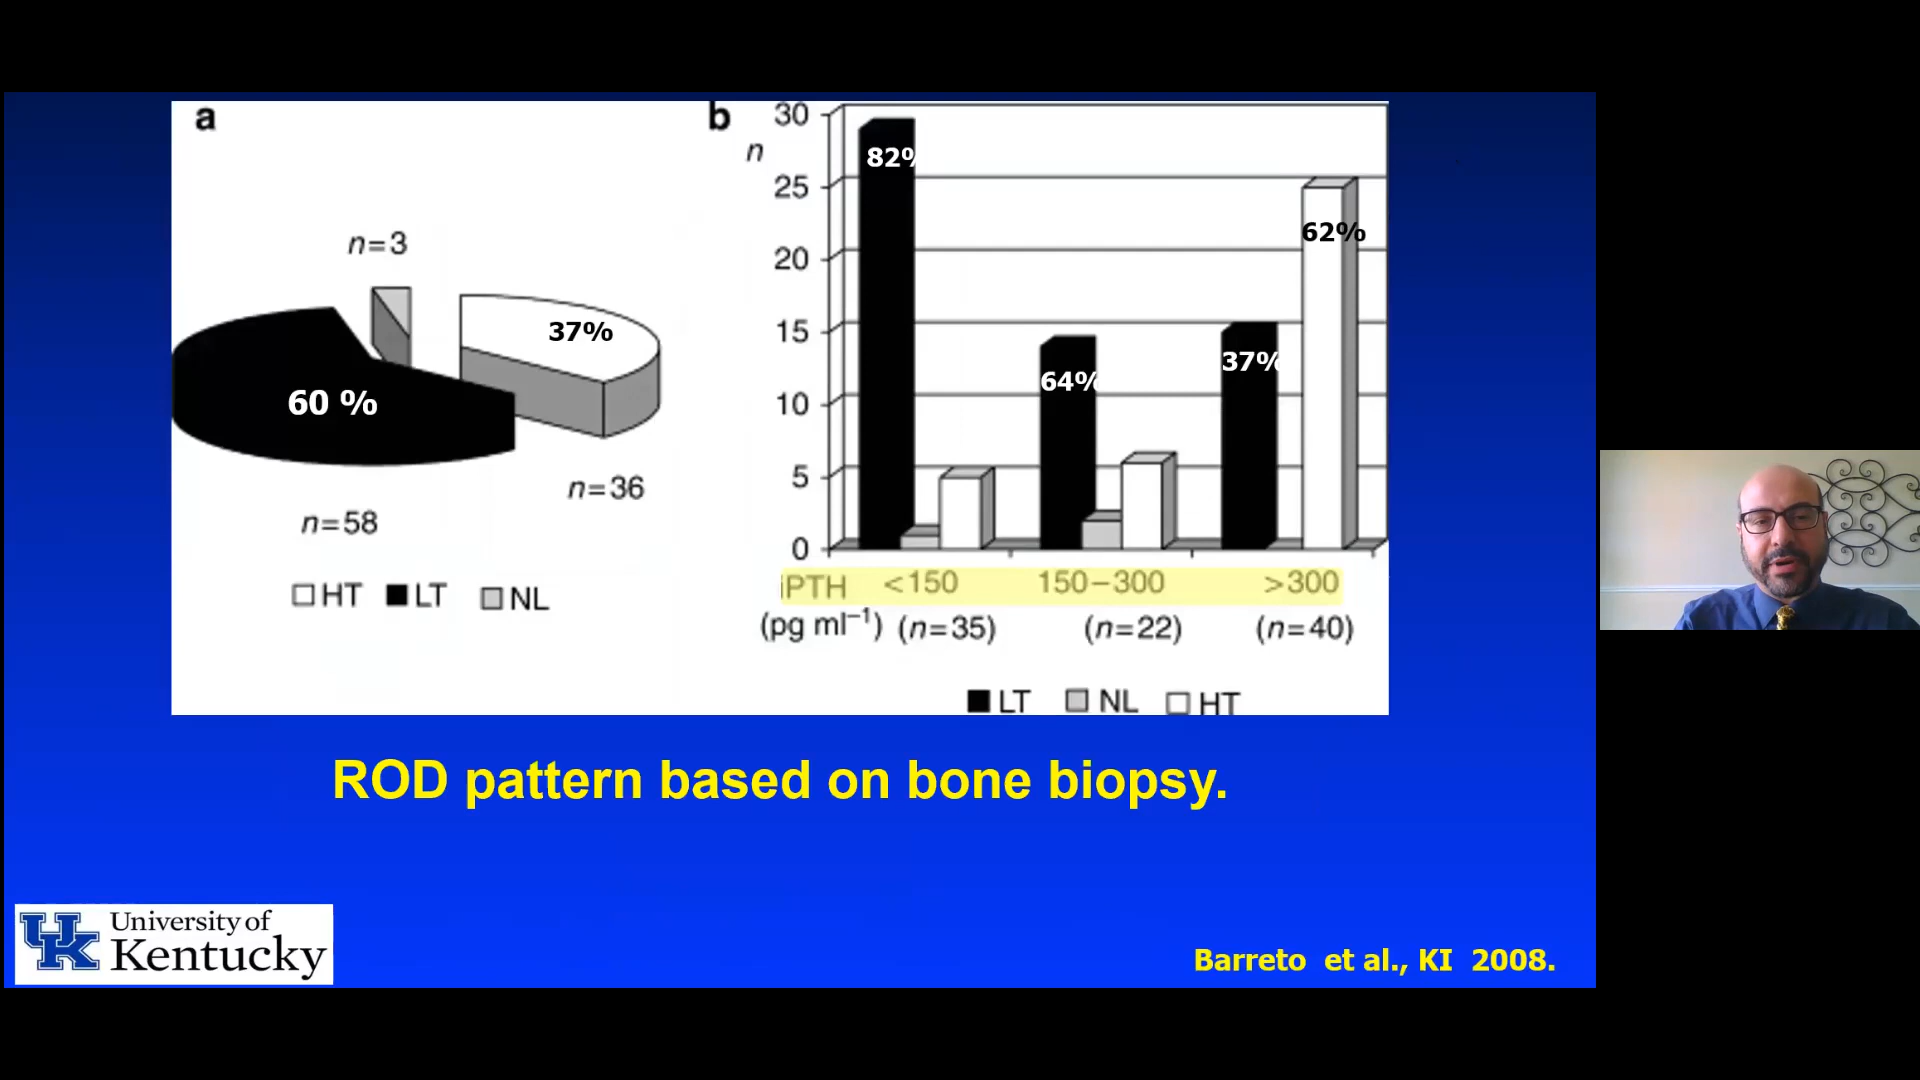 a
n=3
37%
60 %
n=36
n=58
HT LT NL
b
n
30
25
20
15
10
5
0
82%
64%
37%
62%
iPTH <150 150–300 >300
(pg ml⁻¹) (n=35) (n=22) (n=40)
LT NL HT
ROD pattern based on bone biopsy.
University of
Kentucky
Barreto et al., KI 2008.